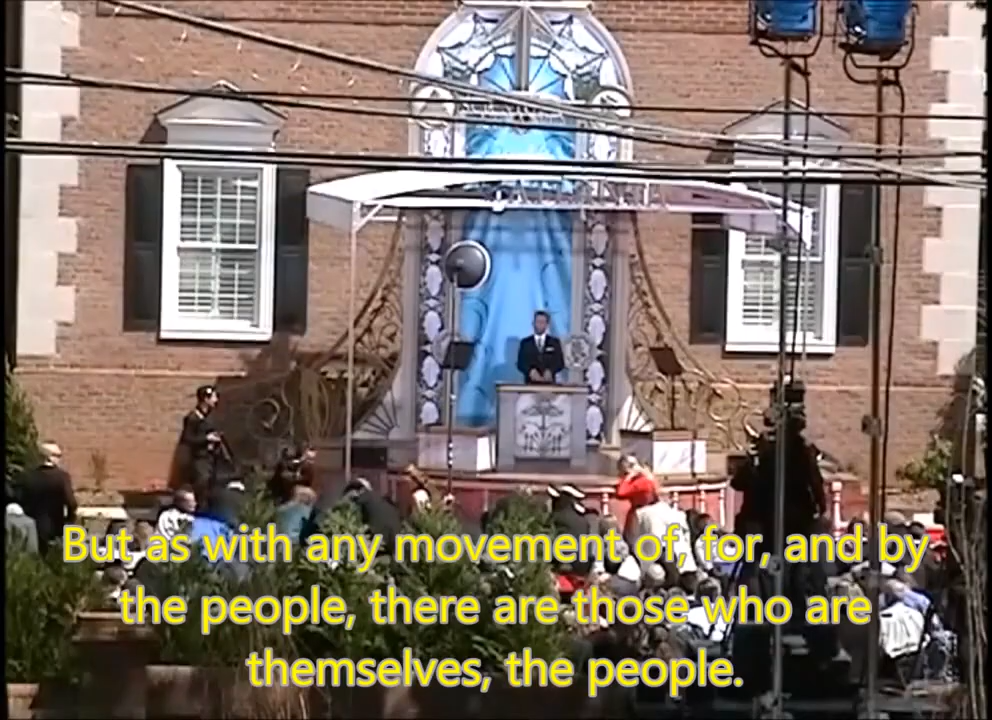 But as with any movement of, for, and by
the people, there are those who are
themselves, the people.